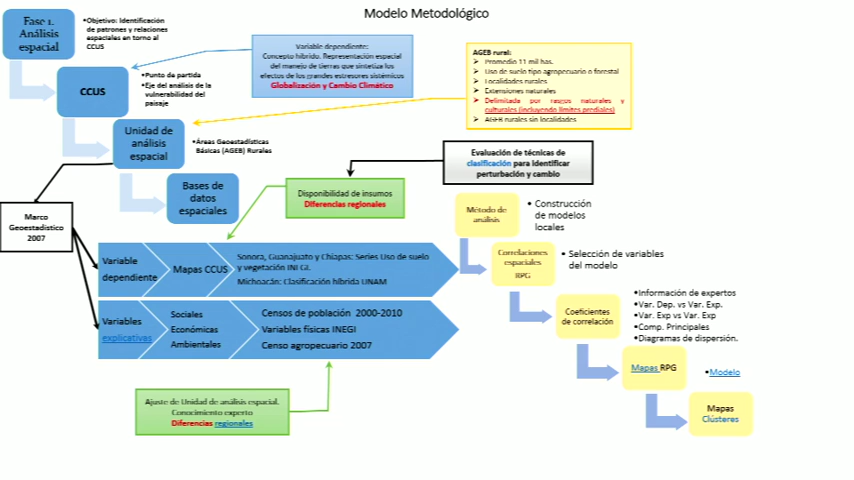 Modelo Metodológico
Fase 1.
Análisis
espacial
•Objetivo: Identificación
de patrones y relaciones
espaciales en torno al
CCUS
CCUS
•Punto de partida
•Eje del análisis de la
vulnerabilidad del
paisaje
Variable dependiente:
Concepto híbrido. Representación espacial
del manejo de tierras que sintetiza los
efectos de los grandes estresores sistémicos
Globalización y Cambio Climático
AGEB rural:
Promedio 11 mil has.
Uso de suelo tipo agropecuario o forestal
Localidades rurales
Extensiones naturales
Delimitada por rasgos naturales y
culturales (incluyendo límites prediales)
AGEB rurales sin localidades
Unidad de
análisis
espacial
•Áreas Geoestadísticas
Básicas (AGEB) Rurales
Evaluación de técnicas de
clasificación para identificar
perturbación y cambio
Bases de
datos
espaciales
Disponibilidad de insumos
Diferencias regionales
Marco
Geoestadístico
2007
Variable
dependiente
Mapas CCUS
Sonora, Guanajuato y Chiapas: Series Uso de suelo
y vegetación INEGI.
Michoacán: Clasificación híbrida UNAM
Variables
explicativas
Sociales
Económicas
Ambientales
Censos de población 2000-2010
Variables físicas INEGI
Censo agropecuario 2007
Ajuste de Unidad de análisis espacial.
Conocimiento experto
Diferencias regionales
Método de
análisis
• Construcción
de modelos
locales
Correlaciones
espaciales
RPG
• Selección de variables
del modelo
Coeficientes
de correlación
•Información de expertos
•Var. Dep. vs Var. Exp.
•Var. Exp vs Var. Exp
•Comp. Principales
•Diagramas de dispersión.
Mapas RPG
•Modelo
Mapas
Clústeres